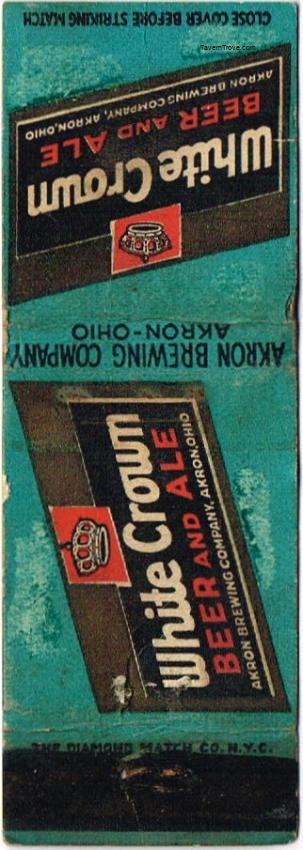 CLOSE COVER BEFORE STRIKING MATCH
TavernTrove.com
AKRON BREWING COMPANY, AKRON, OHIO
BEER AND ALE
White Crown
AKRON-OHIO
AKRON BREWING COMPANY
White Crown
BEER AND ALE
AKRON BREWING COMPANY, AKRON, OHIO
THE DIAMOND MATCH CO. N.Y.C.